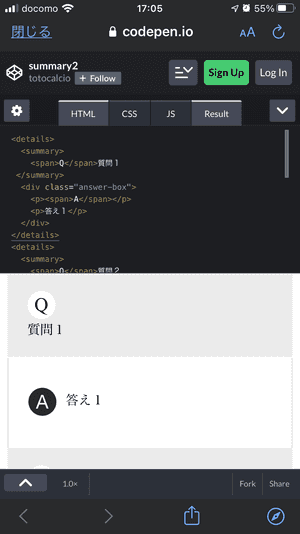 docomo 17:05 55%
閉じる codepen.io AA
summary2
totocalcio + Follow
Sign Up Log In
HTML CSS JS Result
<details>
<summary>
<span>Q</span>質問１
</summary>
<div class="answer-box">
<p><span>A</span></p>
<p>答え１</p>
</div>
</details>
<details>
<summary>
<span>Q</span>質問２
Q
質問１
A 答え１
1.0× Fork Share